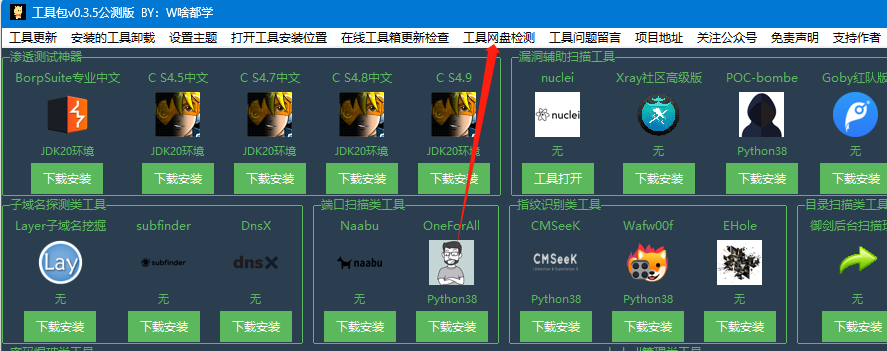 工具包v0.3.5公测版 BY: W啥都学
工具更新 安装的工具卸载 设置主题 打开工具安装位置 在线工具箱更新检查 工具网盘检测 工具问题留言 项目地址 关注公众号 免责声明 支持作者
渗透测试神器 漏洞辅助扫描工具
BorpSuite专业中文 C S4.5中文 C S4.7中文 C S4.8中文 C S4.9 nuclei Xray社区高级版 POC-bombe Goby红队版
nuclei
JDK20环境 JDK20环境 JDK20环境 JDK20环境 JDK20环境 无 无 Python38 无
下载安装 下载安装 下载安装 下载安装 下载安装 工具打开 下载安装 下载安装 下载安装
子域名探测类工具 端口扫描类工具 指纹识别类工具 目录扫描类工具
Layer子域名挖掘 subfinder DnsX Naabu OneForAll CMSeeK Wafw00f EHole 御剑后台扫描
Lay subfinder dnsX naabu CMSeeK
无 无 无 无 Python38 Python38 Python38 无 无
下载安装 下载安装 下载安装 下载安装 下载安装 下载安装 下载安装 下载安装 下载安装